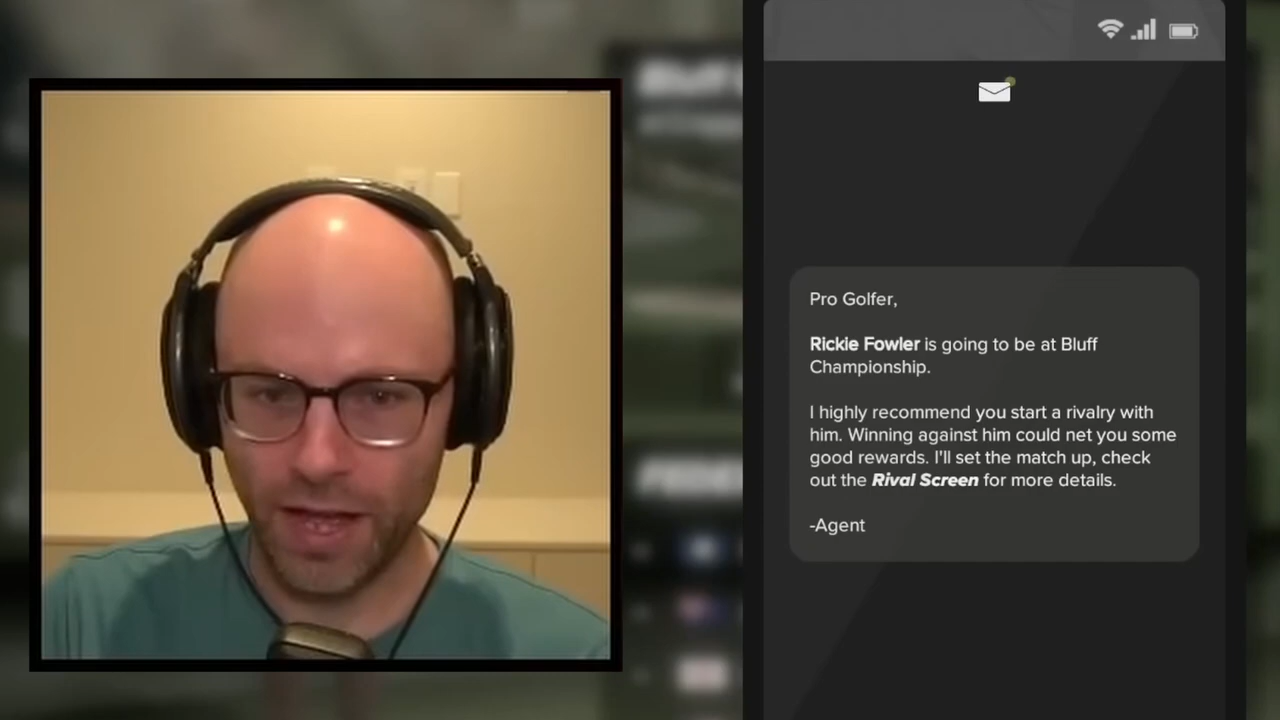 Pro Golfer,
Rickie Fowler is going to be at Bluff
Championship.
I highly recommend you start a rivalry with
him. Winning against him could net you some
good rewards. I'll set the match up, check
out the Rival Screen for more details.
-Agent